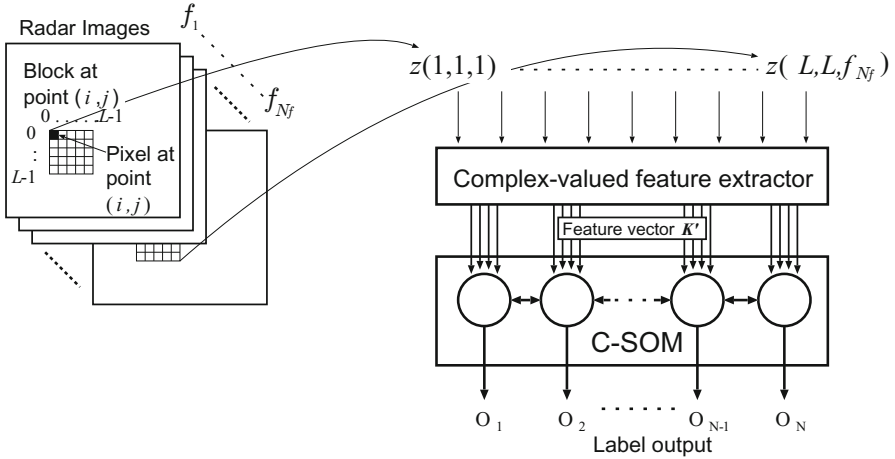 Radar Images
f1
fNf
Block at
point (i,j)
0 . . . . . . L-1
0
:
L-1
Pixel at
point
(i,j)
z(1,1,1) . . . . . . . . . . z( L,L,fNf)
Complex-valued feature extractor
Feature vector K'
C-SOM
O1 O2 ....... ON-1 ON
Label output